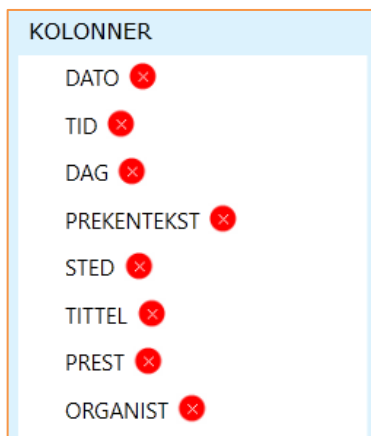 KOLONNER
DATO
TID
DAG
PREKENTEKST
STED
TITTEL
PREST
ORGANIST